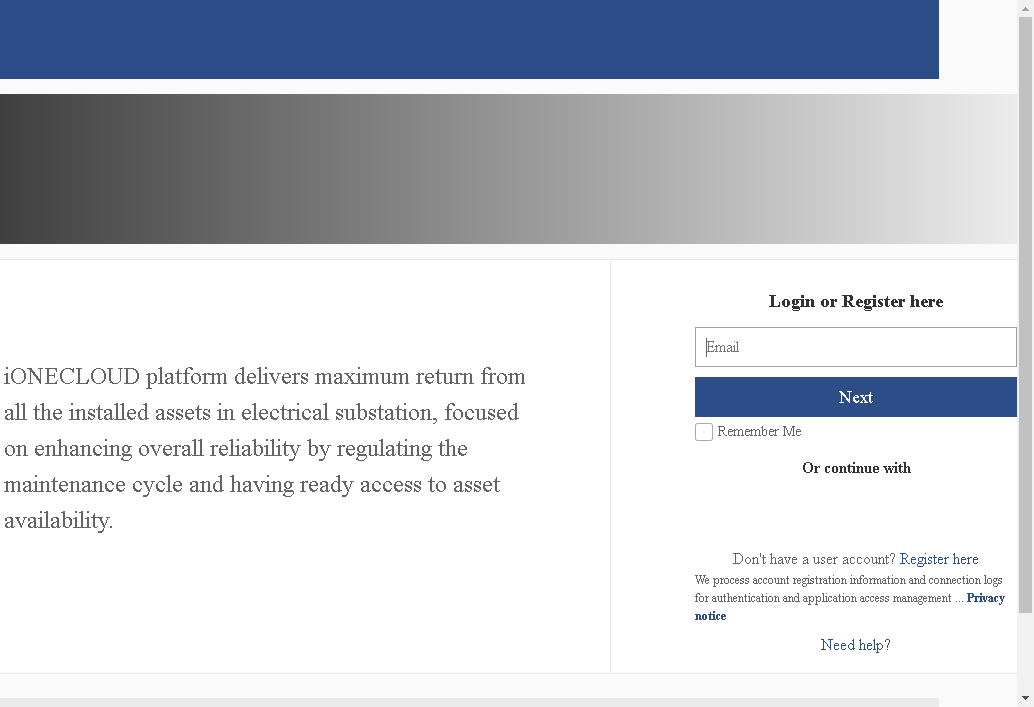 Login or Register here
Email
Next
Remember Me
Or continue with
iONECLOUD platform delivers maximum return from
all the installed assets in electrical substation, focused
on enhancing overall reliability by regulating the
maintenance cycle and having ready access to asset
availability.
Don't have a user account? Register here
We process account registration information and connection logs
for authentication and application access management ... Privacy
notice
Need help?